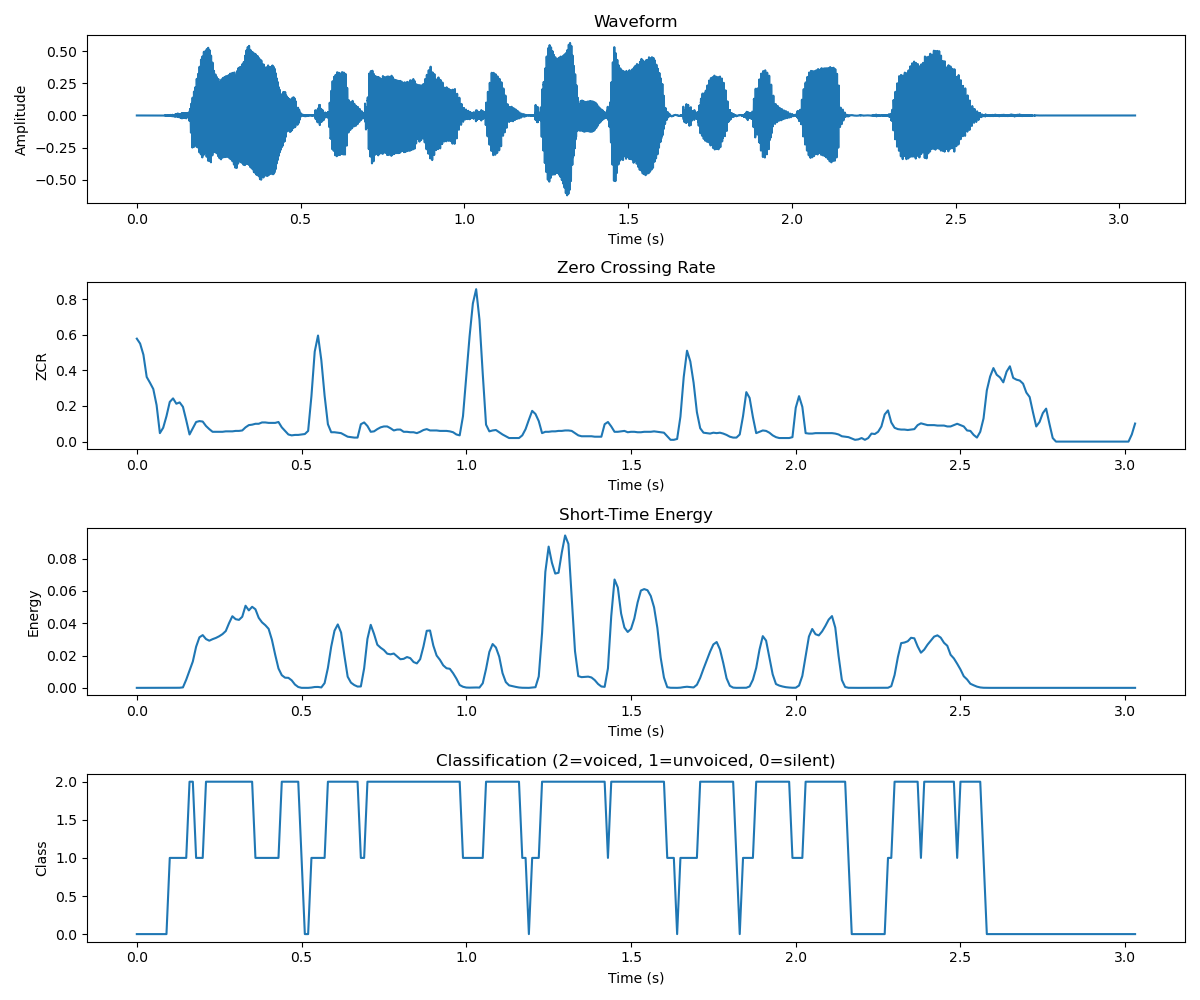 Waveform
0.50
0.25
0.00
−0.25
−0.50
Amplitude
0.0 0.5 1.0 1.5 2.0 2.5 3.0
Time (s)
Zero Crossing Rate
0.8
0.6
0.4
0.2
0.0
ZCR
0.0 0.5 1.0 1.5 2.0 2.5 3.0
Time (s)
Short-Time Energy
0.08
0.06
0.04
0.02
0.00
Energy
0.0 0.5 1.0 1.5 2.0 2.5 3.0
Time (s)
Classification (2=voiced, 1=unvoiced, 0=silent)
2.0
1.5
1.0
0.5
0.0
Class
0.0 0.5 1.0 1.5 2.0 2.5 3.0
Time (s)